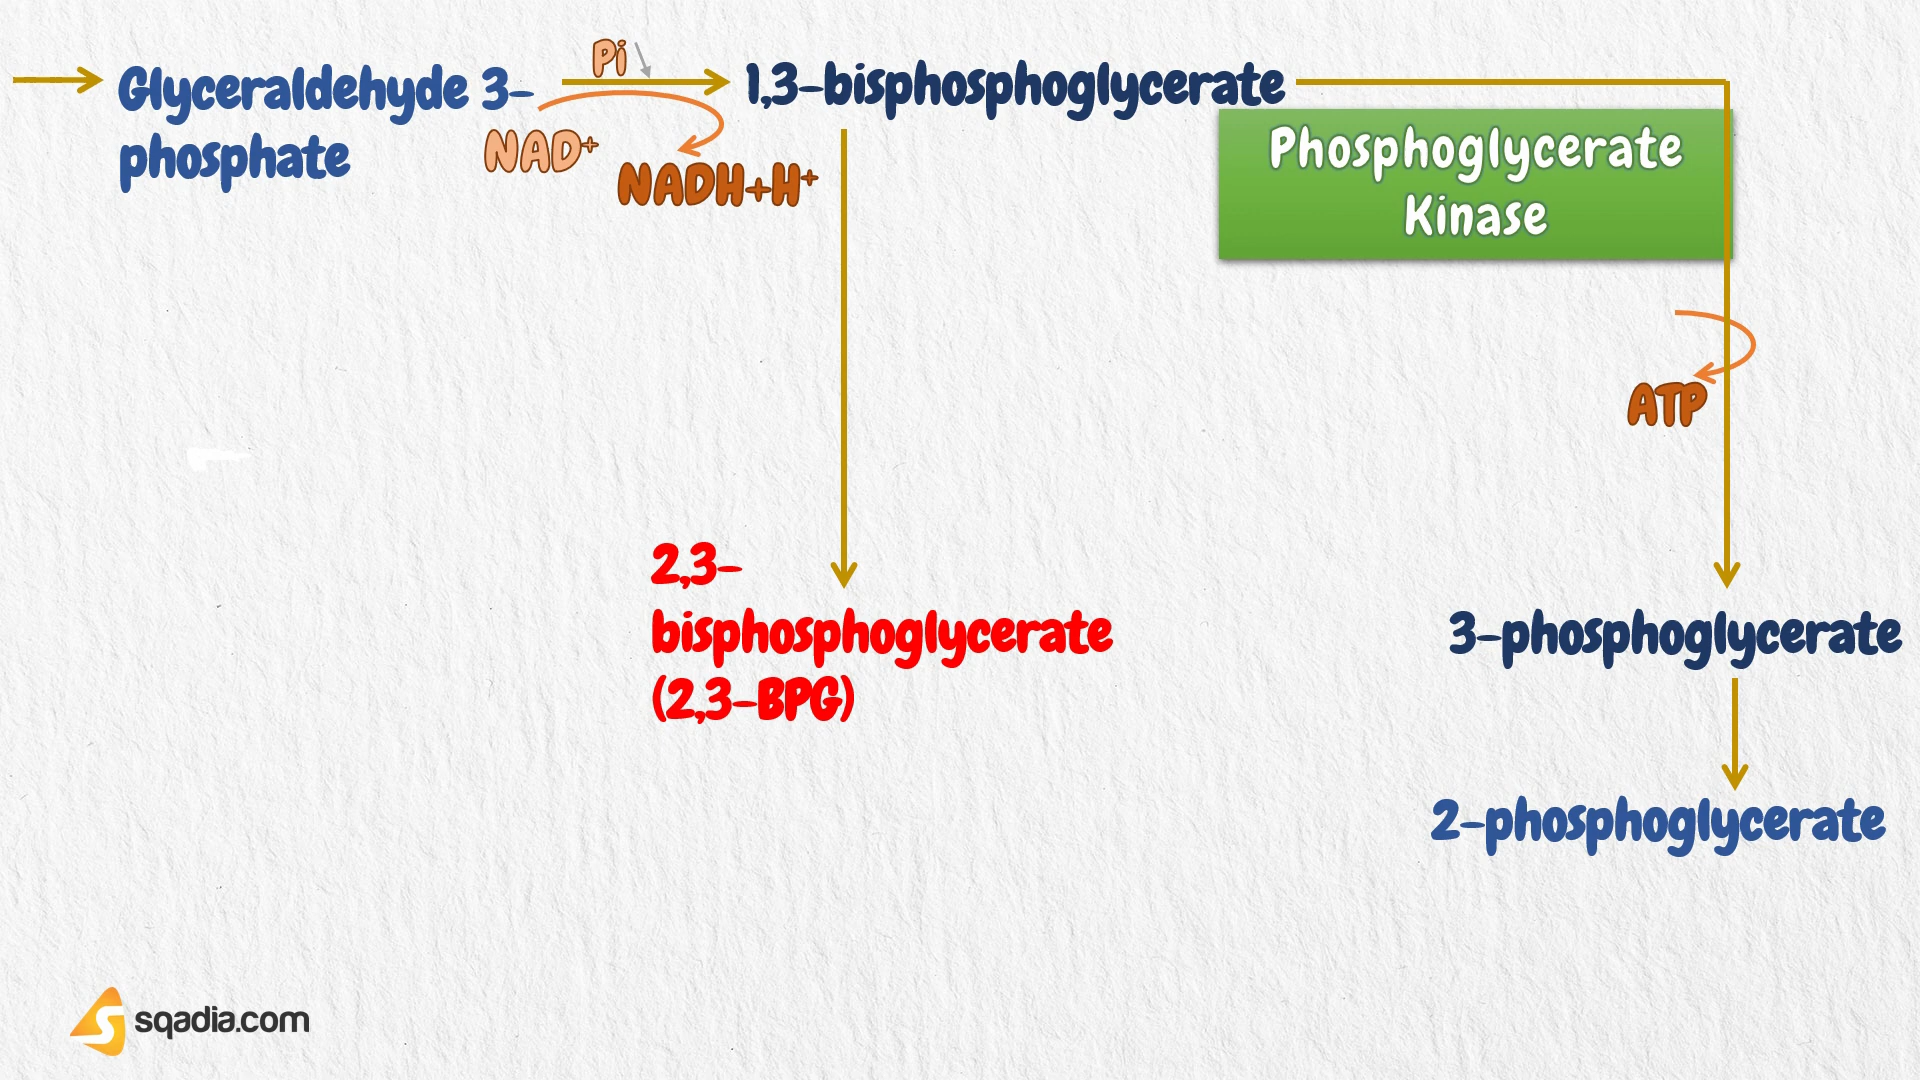 Pi
Glyceraldehyde 3-
phosphate
NAD+
NADH+H+
1,3-bisphosphoglycerate
Phosphoglycerate
Kinase
ATP
2,3-
bisphosphoglycerate
(2,3-BPG)
3-phosphoglycerate
2-phosphoglycerate
sqadia.com